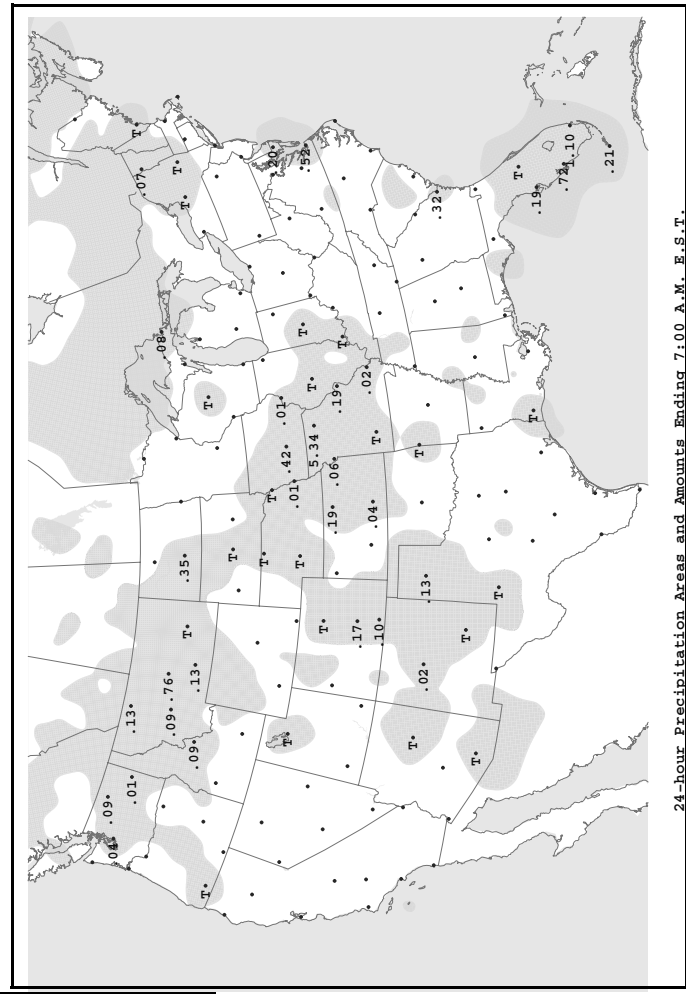 .04
.09
.01
.13
T
.07
.09
.76
.08
T
.09
.13
T
.35
T
T
T
T
T
T
.01
.20
T
.42
.01
T
T
.52
5.34
T
T
.19
.06
.19
T
.17
.04
.02
.10
T
T
.02
.13
T
.32
T
T
T
T
T
.19
.72
1.10
.21
24-hour Precipitation Areas and Amounts Ending 7:00 A.M. E.S.T.